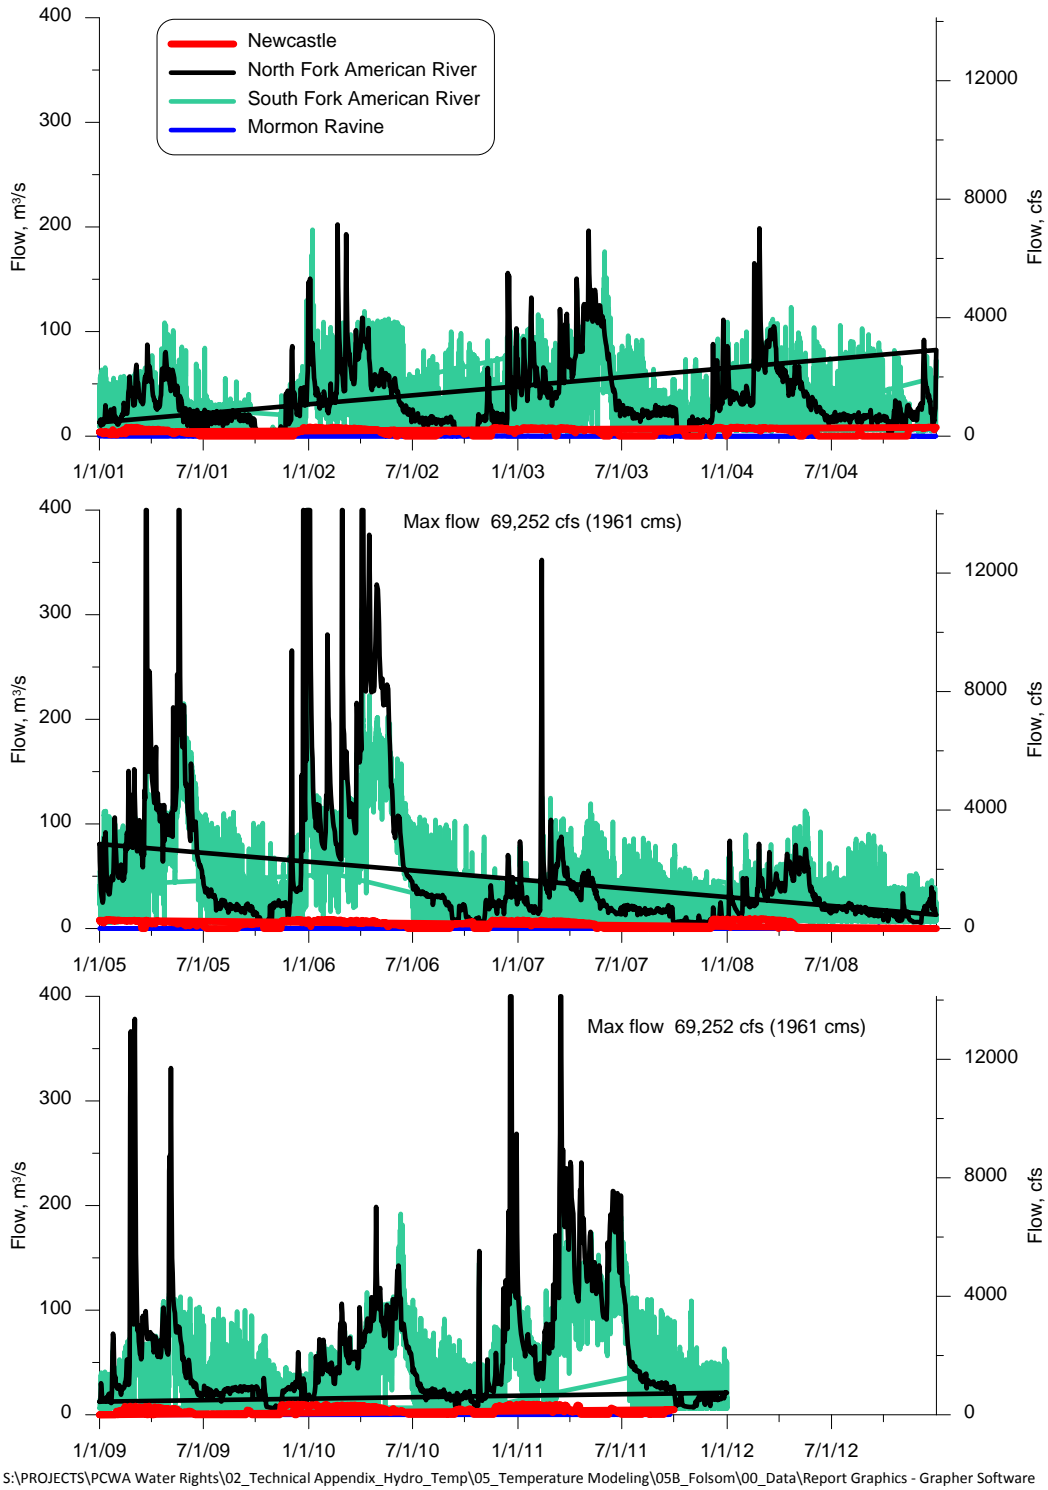 400
300
200
100
0
Flow, m³/s
Newcastle
North Fork American River
South Fork American River
Mormon Ravine
12000
8000
4000
0
Flow, cfs
1/1/01 7/1/01 1/1/02 7/1/02 1/1/03 7/1/03 1/1/04 7/1/04
400
300
200
100
0
Flow, m³/s
Max flow 69,252 cfs (1961 cms)
12000
8000
4000
0
Flow, cfs
1/1/05 7/1/05 1/1/06 7/1/06 1/1/07 7/1/07 1/1/08 7/1/08
400
300
200
100
0
Flow, m³/s
Max flow 69,252 cfs (1961 cms)
12000
8000
4000
0
Flow, cfs
1/1/09 7/1/09 1/1/10 7/1/10 1/1/11 7/1/11 1/1/12 7/1/12
S:\PROJECTS\PCWA Water Rights\02_Technical Appendix_Hydro_Temp\05_Temperature Modeling\05B_Folsom\00_Data\Report Graphics - Grapher Software